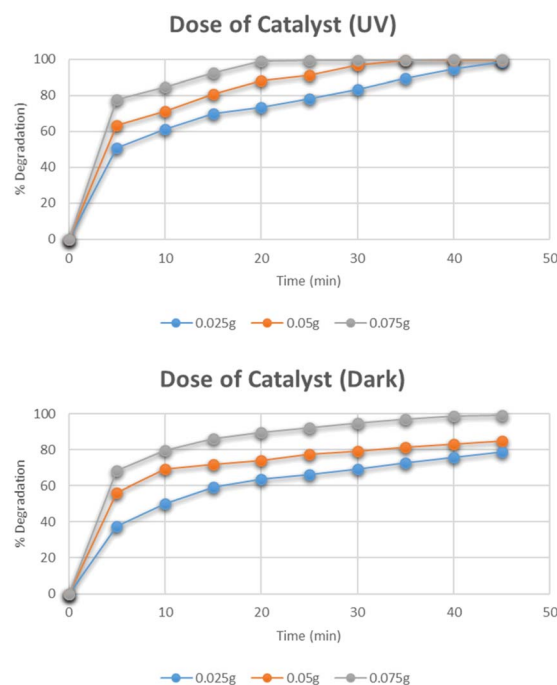 Dose of Catalyst (UV)
100
80
60
40
20
0
% Degradation)
0 10 20 30 40 50
Time (min)
0.025g 0.05g 0.075g
Dose of Catalyst (Dark)
100
80
60
40
20
0
% Degradation
0 10 20 30 40 50
Time (min)
0.025g 0.05g 0.075g